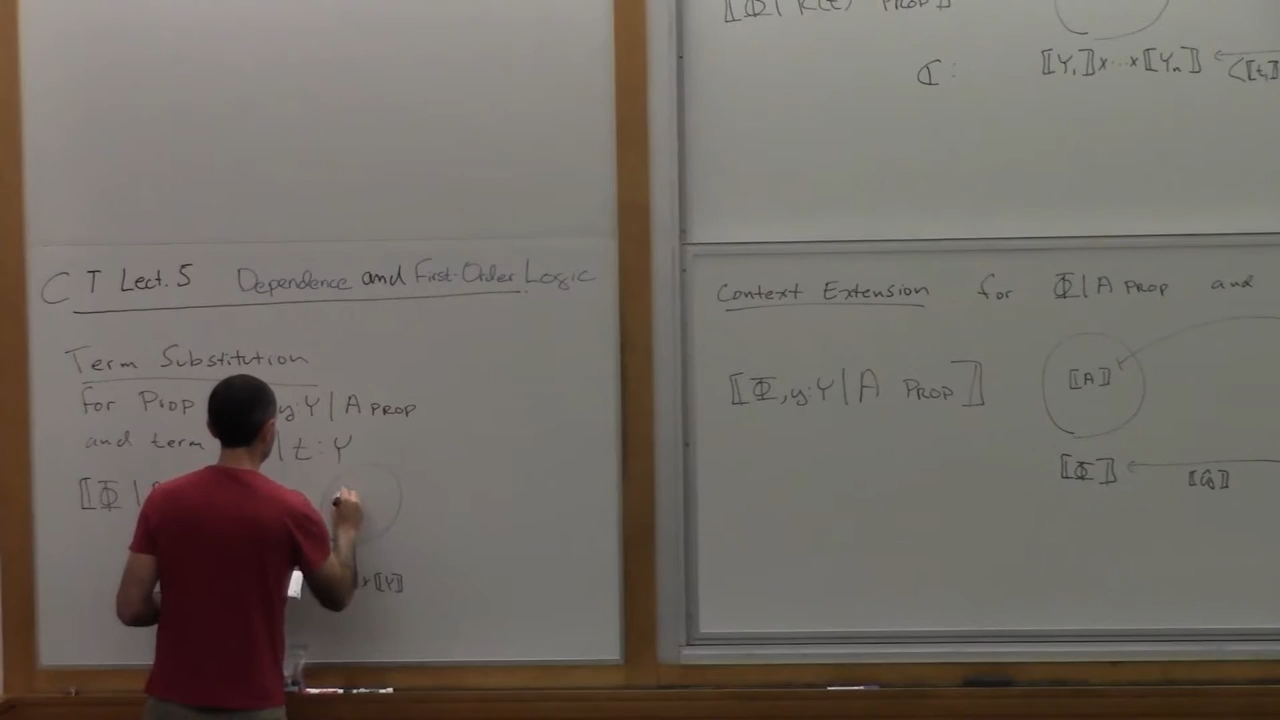 CT Lect. 5 Dependence and First-Order Logic
Term Substitution
for Prop y:Y | A PROP
and term | t : Y
⟦Φ |
×⟦Y⟧
⟦Φ | R(t) PROP⟧
ℂ: ⟦Y₁⟧×⋯×⟦Yₙ⟧ ← ⟨⟦t₁⟧
Context Extension for Φ | A PROP and
⟦Φ, y:Y | A PROP⟧ ⟦A⟧
⟦Φ⟧ ← ⟦ŷ⟧